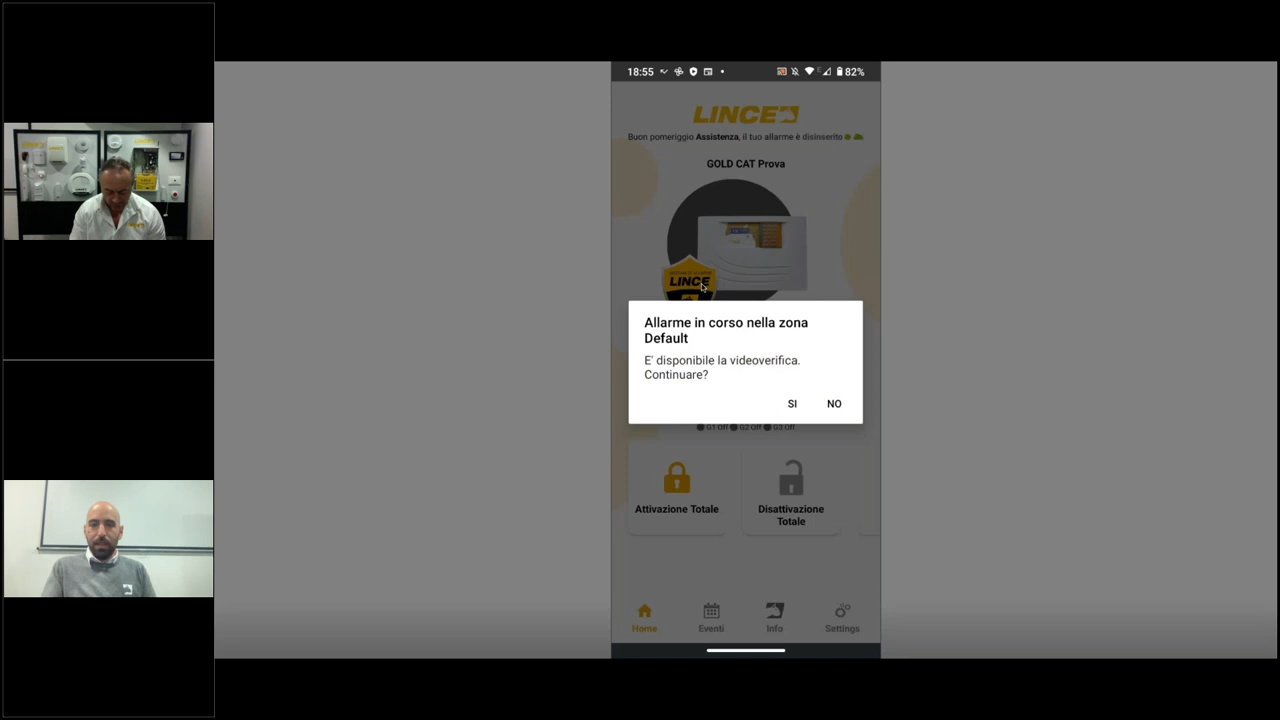 18:55
82%
LINCE
Buon pomeriggio Assistenza, il tuo allarme è disinserito
GOLD CAT Prova
LINCE
Allarme in corso nella zona
Default
E' disponibile la videoverifica.
Continuare?
SI NO
G1 Off G2 Off G3 Off
Attivazione Totale
Disattivazione
Totale
Home Eventi Info Settings